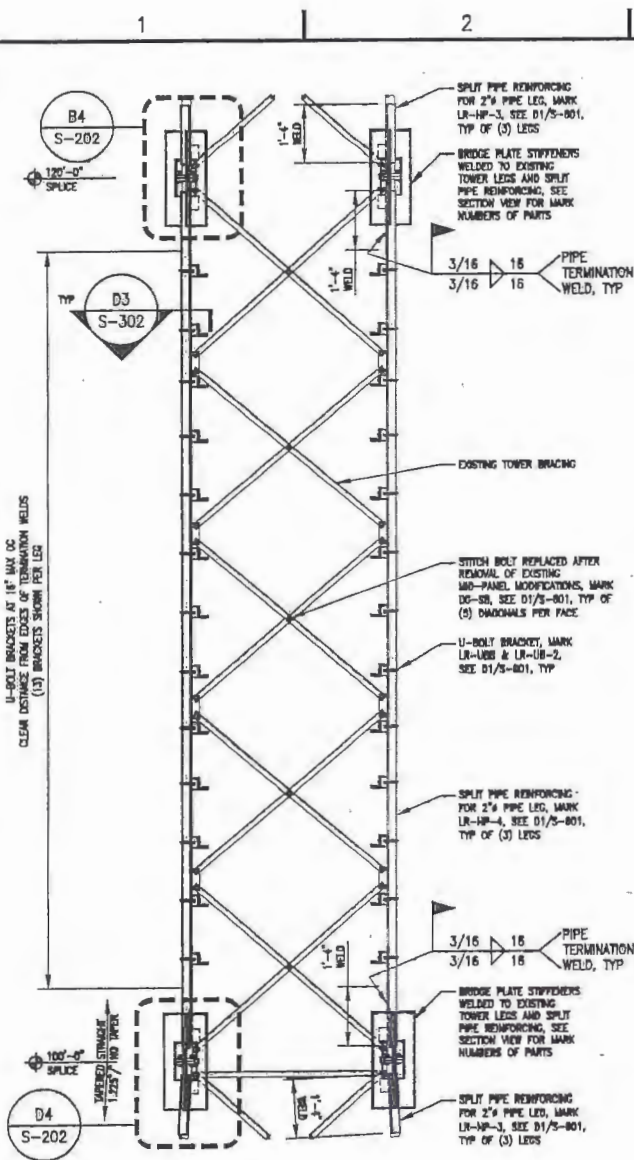 1
2
B4
S-202
120'-0"
SPLICE
1'-4"
WELD
SPLIT PIPE REINFORCING
FOR 2"ø PIPE LEG, MARK
LR-HP-3, SEE D1/S-801,
TYP OF (3) LEGS
BRIDGE PLATE STIFFENERS
WELDED TO EXISTING
TOWER LEGS AND SPLIT
PIPE REINFORCING, SEE
SECTION VIEW FOR MARK
NUMBERS OF PARTS
1'-4"
WELD
3/16 16
3/16 16
PIPE
TERMINATION
WELD, TYP
TYP
D3
S-302
EXISTING TOWER BRACING
U-BOLT BRACKETS AT 16" MAX OC
CLEAR DISTANCE FROM EDGES OF TERMINATION WELDS
(13) BRACKETS SHOWN PER LEG
STITCH BOLT REPLACED AFTER
REMOVAL OF EXISTING
MID-PANEL MODIFICATIONS, MARK
DG-SB, SEE D1/S-801, TYP OF
(5) DIAGONALS PER FACE
U-BOLT BRACKET, MARK
LR-UBB & LR-UB-2,
SEE D1/S-801, TYP
SPLIT PIPE REINFORCING
FOR 2"ø PIPE LEG, MARK
LR-HP-4, SEE D1/S-801,
TYP OF (3) LEGS
1'-4"
WELD
3/16 16
3/16 16
PIPE
TERMINATION
WELD, TYP
BRIDGE PLATE STIFFENERS
WELDED TO EXISTING
TOWER LEGS AND SPLIT
PIPE REINFORCING, SEE
SECTION VIEW FOR MARK
NUMBERS OF PARTS
100'-0"
SPLICE
TAPERED STRAIGHT
1.225"/' NO TAPER
1'-4"
WELD
D4
S-202
SPLIT PIPE REINFORCING
FOR 2"ø PIPE LEG, MARK
LR-HP-3, SEE D1/S-801,
TYP OF (3) LEGS